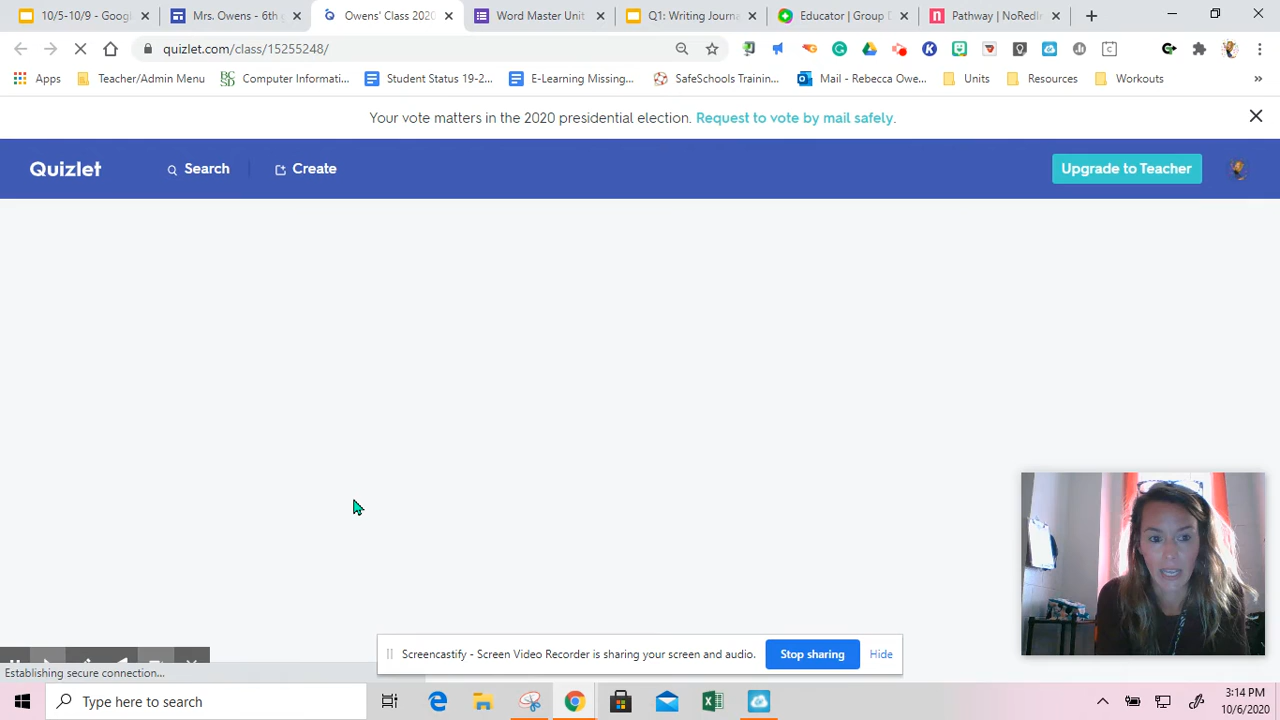 10/5-10/9 - Goog
Mrs. Owens - 6th g
Owens' Class 2020
Word Master Unit
Q1: Writing Journa
Educator | Group E
Pathway | NoRedi
quizlet.com/class/15255248/
Apps
Teacher/Admin Menu
Computer Informati...
Student Status 19-2...
E-Learning Missing...
SafeSchools Trainin...
Mail - Rebecca Owe...
Units
Resources
Workouts
Your vote matters in the 2020 presidential election. Request to vote by mail safely.
Quizlet
Search
Create
Upgrade to Teacher
Screencastify - Screen Video Recorder is sharing your screen and audio.
Stop sharing
Hide
Establishing secure connection...
Type here to search
3:14 PM
10/6/2020